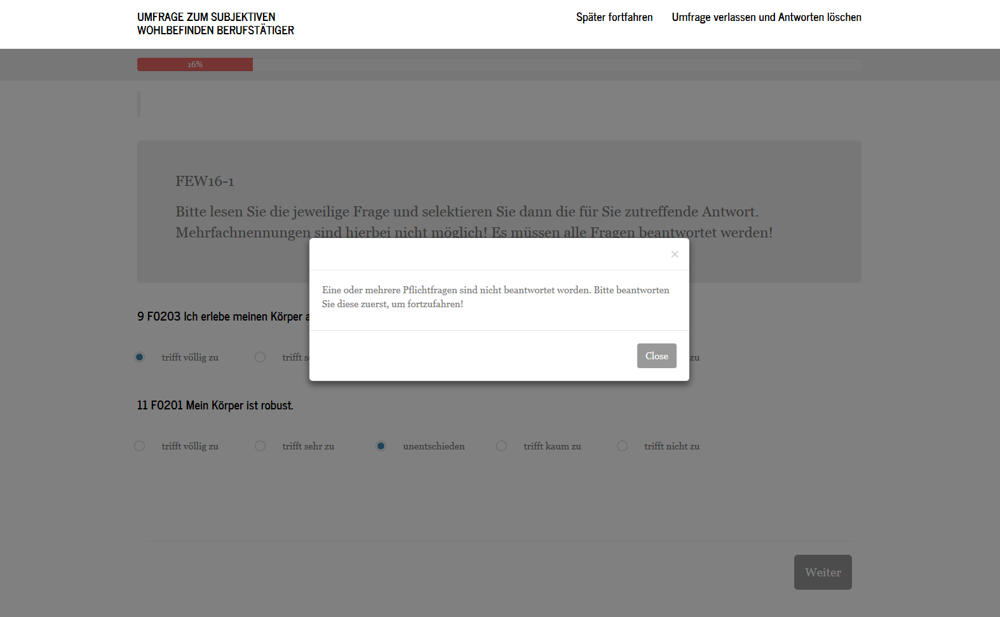 UMFRAGE ZUM SUBJEKTIVEN
WOHLBEFINDEN BERUFSTÄTIGER
Später fortfahren
Umfrage verlassen und Antworten löschen
16%
FEW16-1
Bitte lesen Sie die jeweilige Frage und selektieren Sie dann die für Sie zutreffende Antwort.
Mehrfachnennungen sind hierbei nicht möglich! Es müssen alle Fragen beantwortet werden!
×
Eine oder mehrere Pflichtfragen sind nicht beantwortet worden. Bitte beantworten
Sie diese zuerst, um fortzufahren!
Close
9 F0203 Ich erlebe meinen Körper
trifft völlig zu
trifft
zu
11 F0201 Mein Körper ist robust.
trifft völlig zu
trifft sehr zu
unentschieden
trifft kaum zu
trifft nicht zu
Weiter